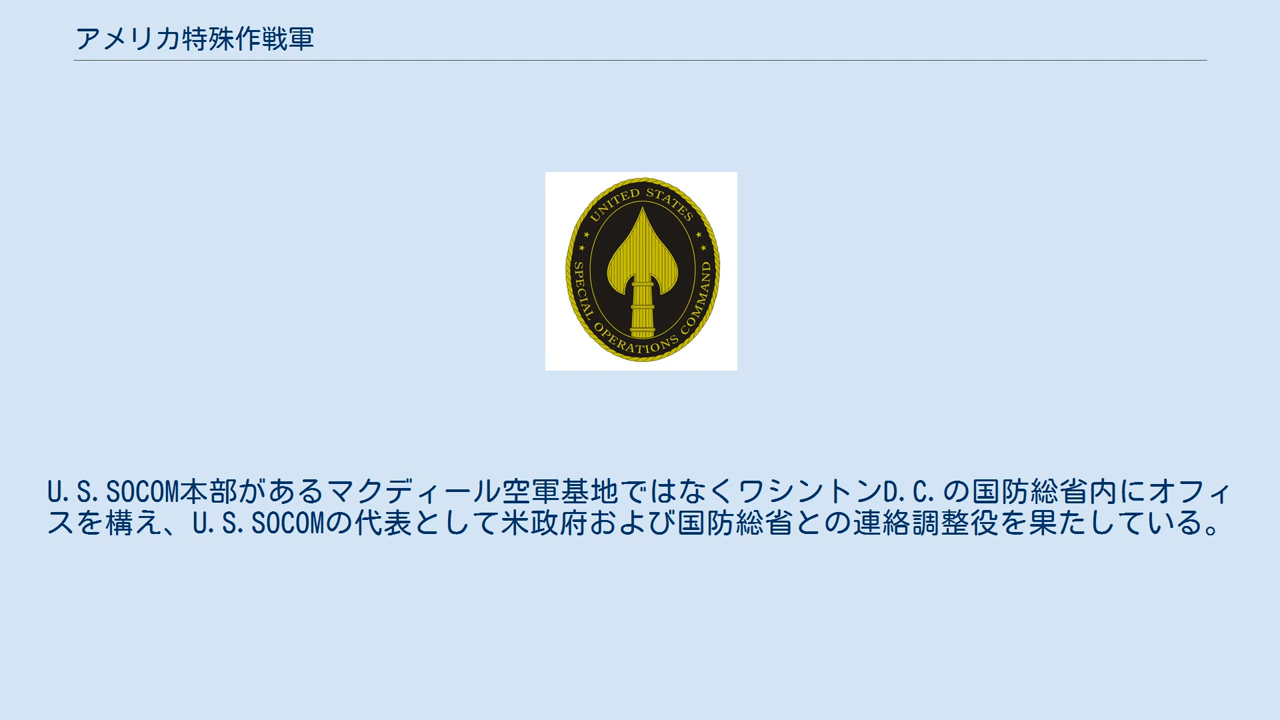 アメリカ特殊作戦軍
UNITED STATES
SPECIAL OPERATIONS COMMAND
U.S.SOCOM本部があるマクディール空軍基地ではなくワシントンD.C.の国防総省内にオフィ
スを構え、U.S.SOCOMの代表として米政府および国防総省との連絡調整役を果たしている。